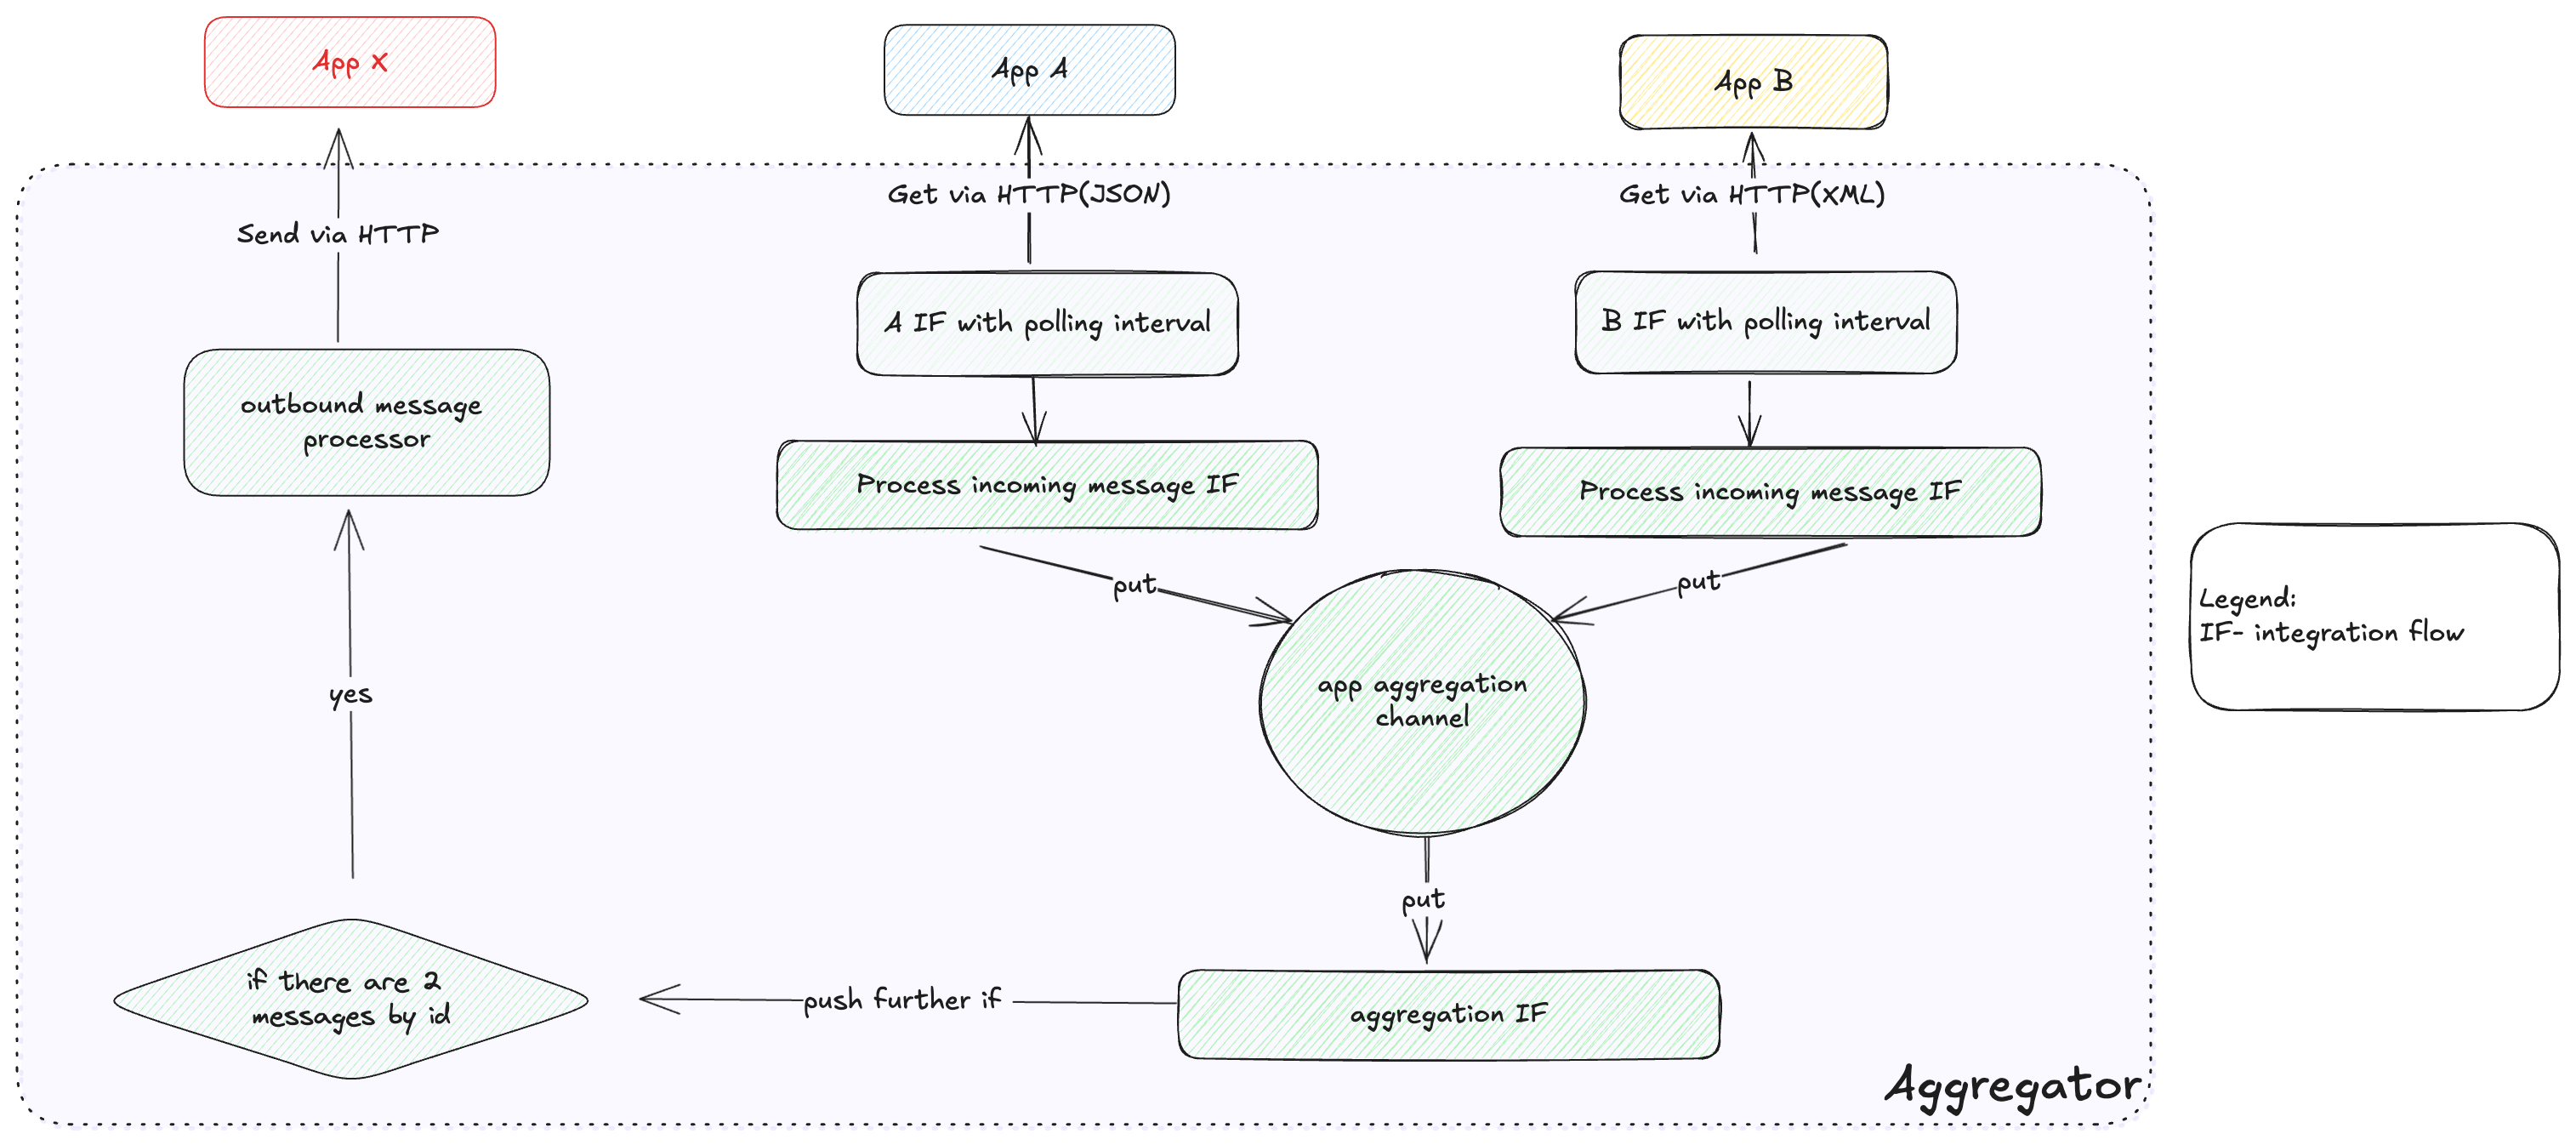 App X
App A
App B
Get via HTTP(JSON)
Get via HTTP(XML)
Send via HTTP
A IF with polling interval
B IF with polling interval
outbound message
processor
Process incoming message IF
Process incoming message IF
put
put
Legend:
IF- integration flow
app aggregation
channel
yes
put
if there are 2
messages by id
push further if
aggregation IF
Aggregator